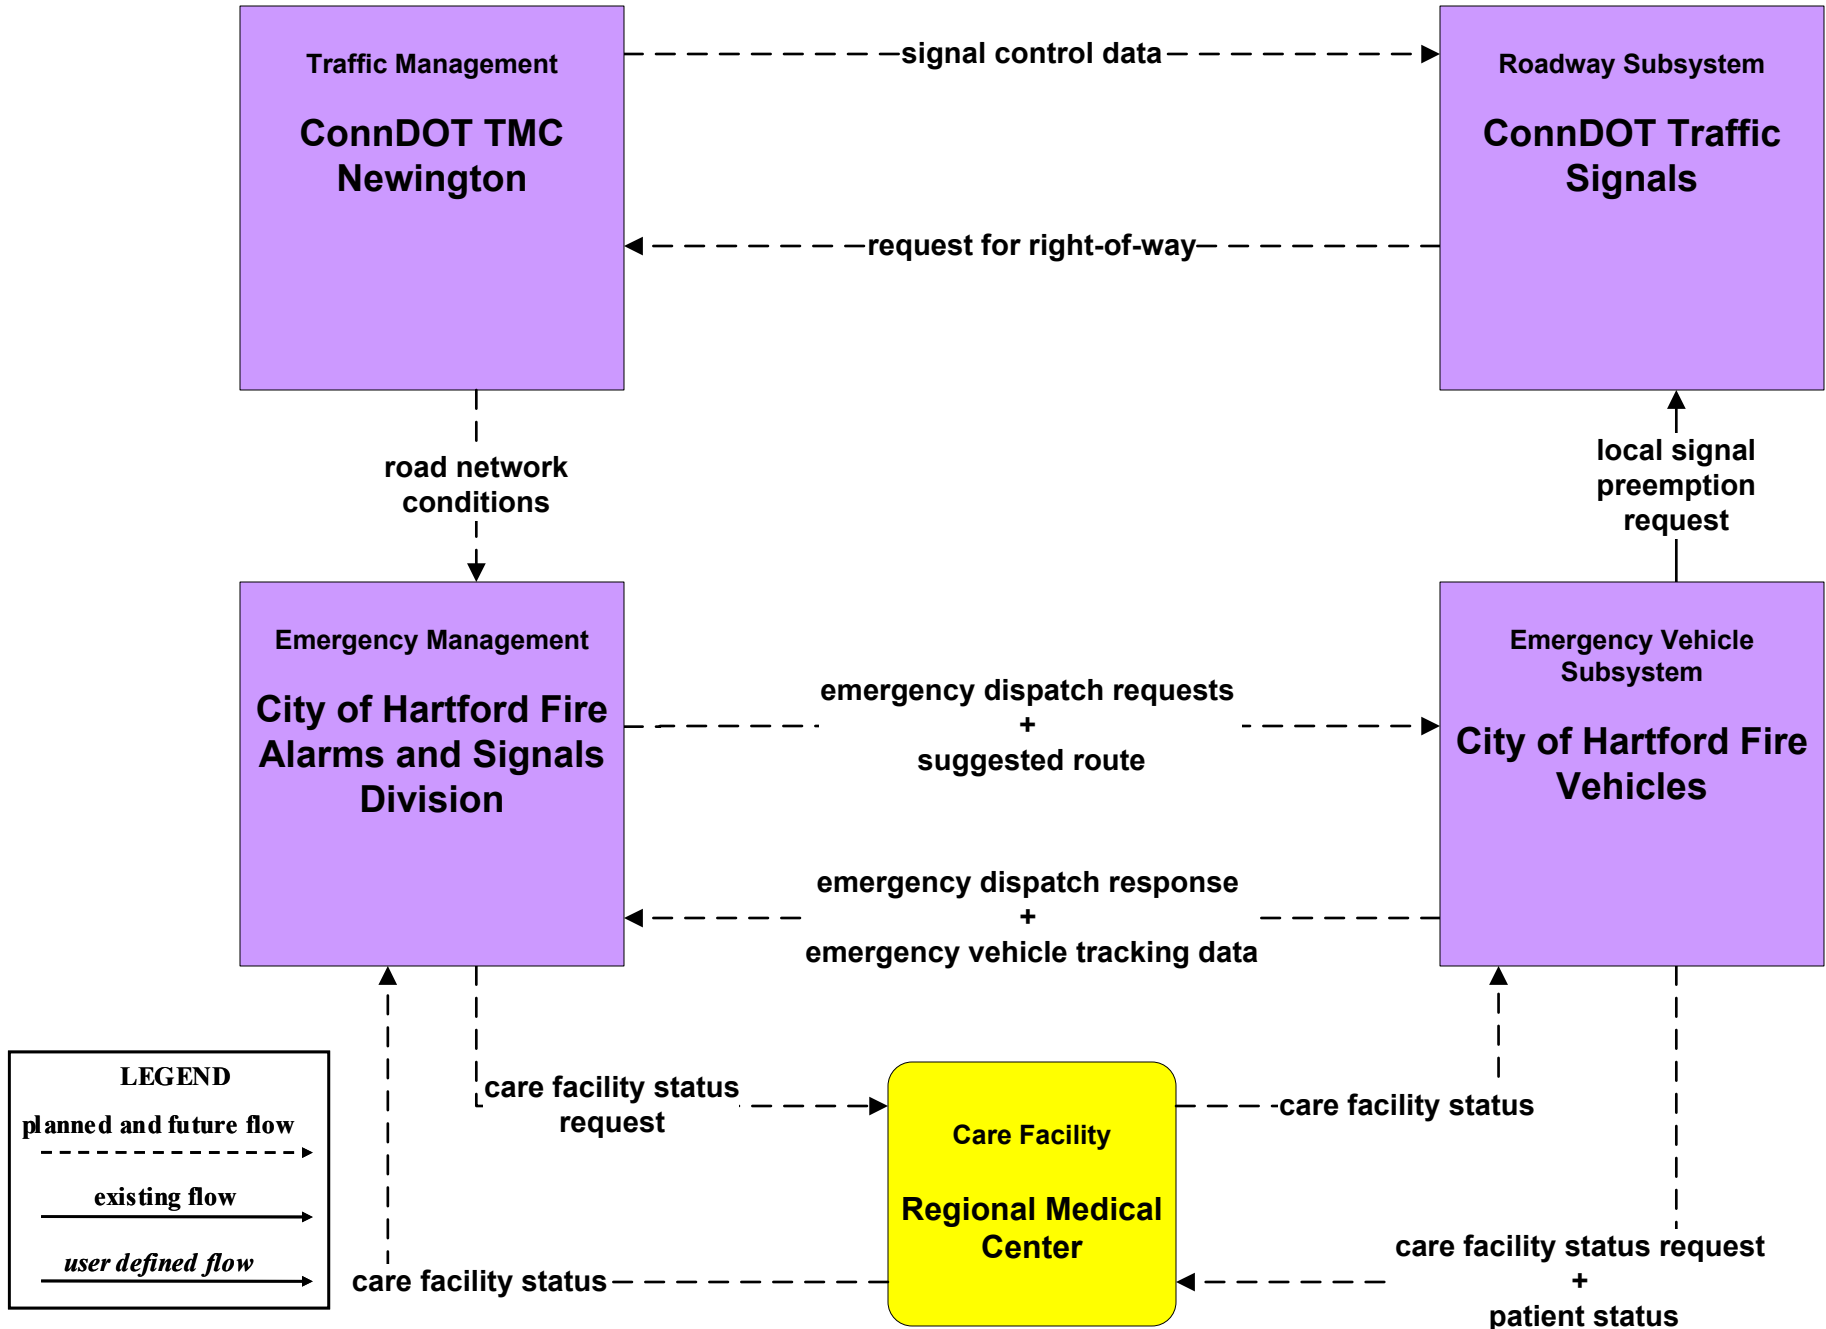 Traffic Management
ConnDOT TMC
Newington
signal control data
Roadway Subsystem
ConnDOT Traffic
Signals
request for right-of-way
road network
conditions
local signal
preemption
request
Emergency Management
City of Hartford Fire
Alarms and Signals
Division
emergency dispatch requests
+
suggested route
Emergency Vehicle
Subsystem
City of Hartford Fire
Vehicles
emergency dispatch response
+
emergency vehicle tracking data
LEGEND
planned and future flow
existing flow
user defined flow
care facility status
request
Care Facility
Regional Medical
Center
care facility status
care facility status
care facility status request
+
patient status